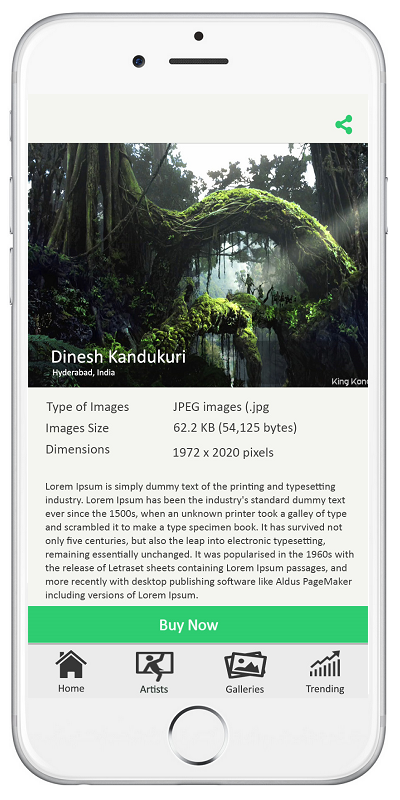 King Kong
Dinesh Kandukuri
Hyderabad, India
Type of Images JPEG images (.jpg
Images Size 62.2 KB (54,125 bytes)
Dimensions 1972 x 2020 pixels
Lorem Ipsum is simply dummy text of the printing and typesetting
industry. Lorem Ipsum has been the industry's standard dummy text
ever since the 1500s, when an unknown printer took a galley of type
and scrambled it to make a type specimen book. It has survived not
only five centuries, but also the leap into electronic typesetting,
remaining essentially unchanged. It was popularised in the 1960s with
the release of Letraset sheets containing Lorem Ipsum passages, and
more recently with desktop publishing software like Aldus PageMaker
including versions of Lorem Ipsum.
Buy Now
Home Artists Galleries Trending